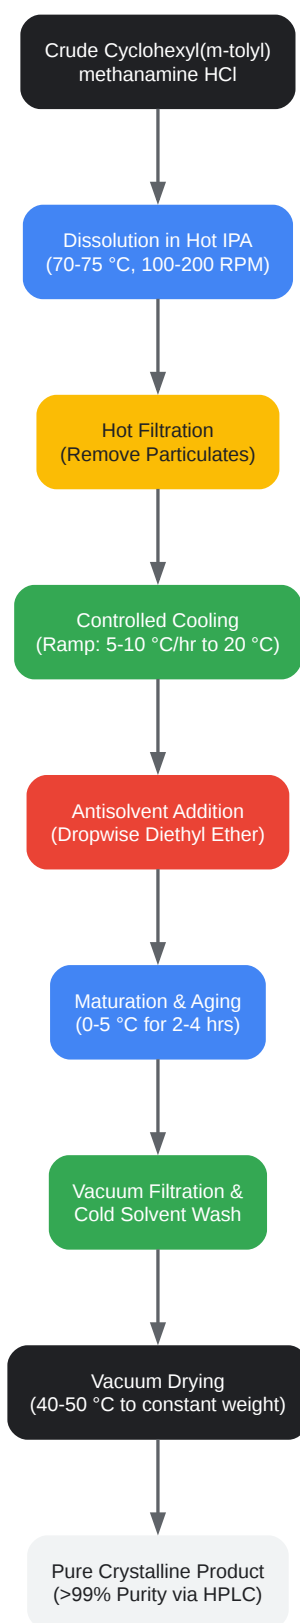 Crude Cyclohexyl(m-tolyl)
methanamine HCl
Dissolution in Hot IPA
(70-75 °C, 100-200 RPM)
Hot Filtration
(Remove Particulates)
Controlled Cooling
(Ramp: 5-10 °C/hr to 20 °C)
Antisolvent Addition
(Dropwise Diethyl Ether)
Maturation & Aging
(0-5 °C for 2-4 hrs)
Vacuum Filtration &
Cold Solvent Wash
Vacuum Drying
(40-50 °C to constant weight)
Pure Crystalline Product
(>99% Purity via HPLC)